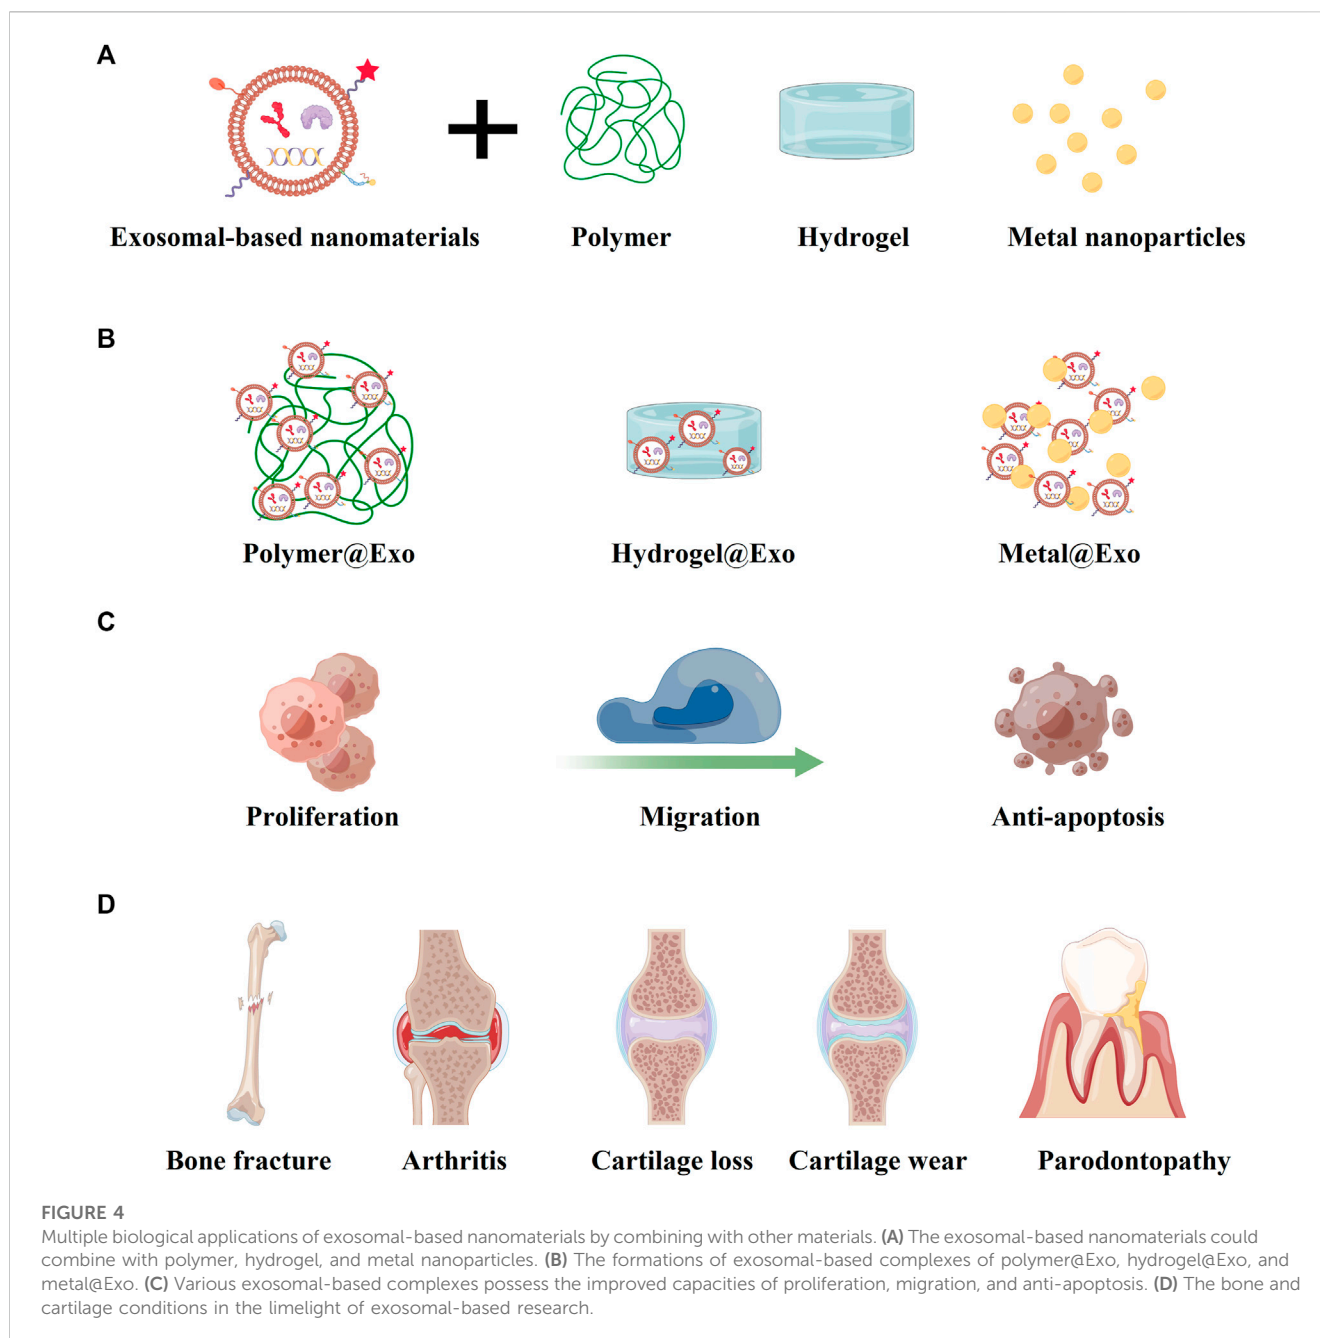 A
Exosomal-based nanomaterials
Polymer
Hydrogel
Metal nanoparticles
B
Polymer@Exo
Hydrogel@Exo
Metal@Exo
C
Proliferation
Migration
Anti-apoptosis
D
Bone fracture
Arthritis
Cartilage loss
Cartilage wear
Parodontopathy
FIGURE 4
Multiple biological applications of exosomal-based nanomaterials by combining with other materials. (A) The exosomal-based nanomaterials could
combine with polymer, hydrogel, and metal nanoparticles. (B) The formations of exosomal-based complexes of polymer@Exo, hydrogel@Exo, and
metal@Exo. (C) Various exosomal-based complexes possess the improved capacities of proliferation, migration, and anti-apoptosis. (D) The bone and
cartilage conditions in the limelight of exosomal-based research.